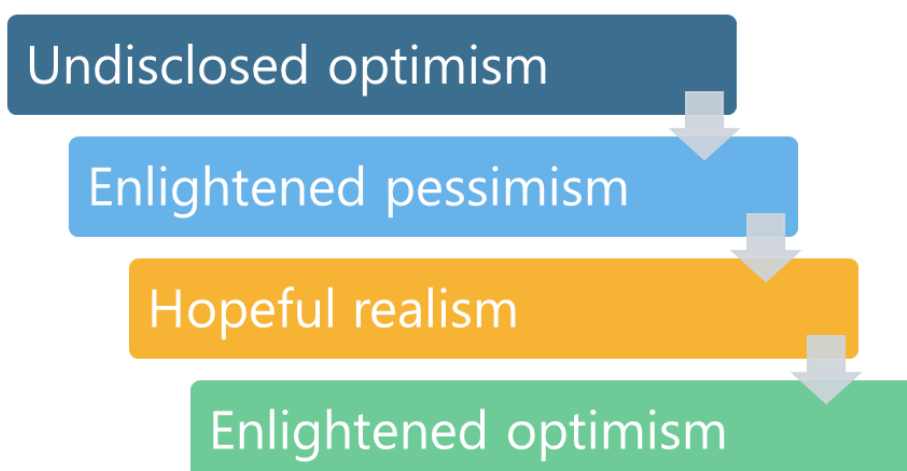 Undisclosed optimism
Enlightened pessimism
Hopeful realism
Enlightened optimism